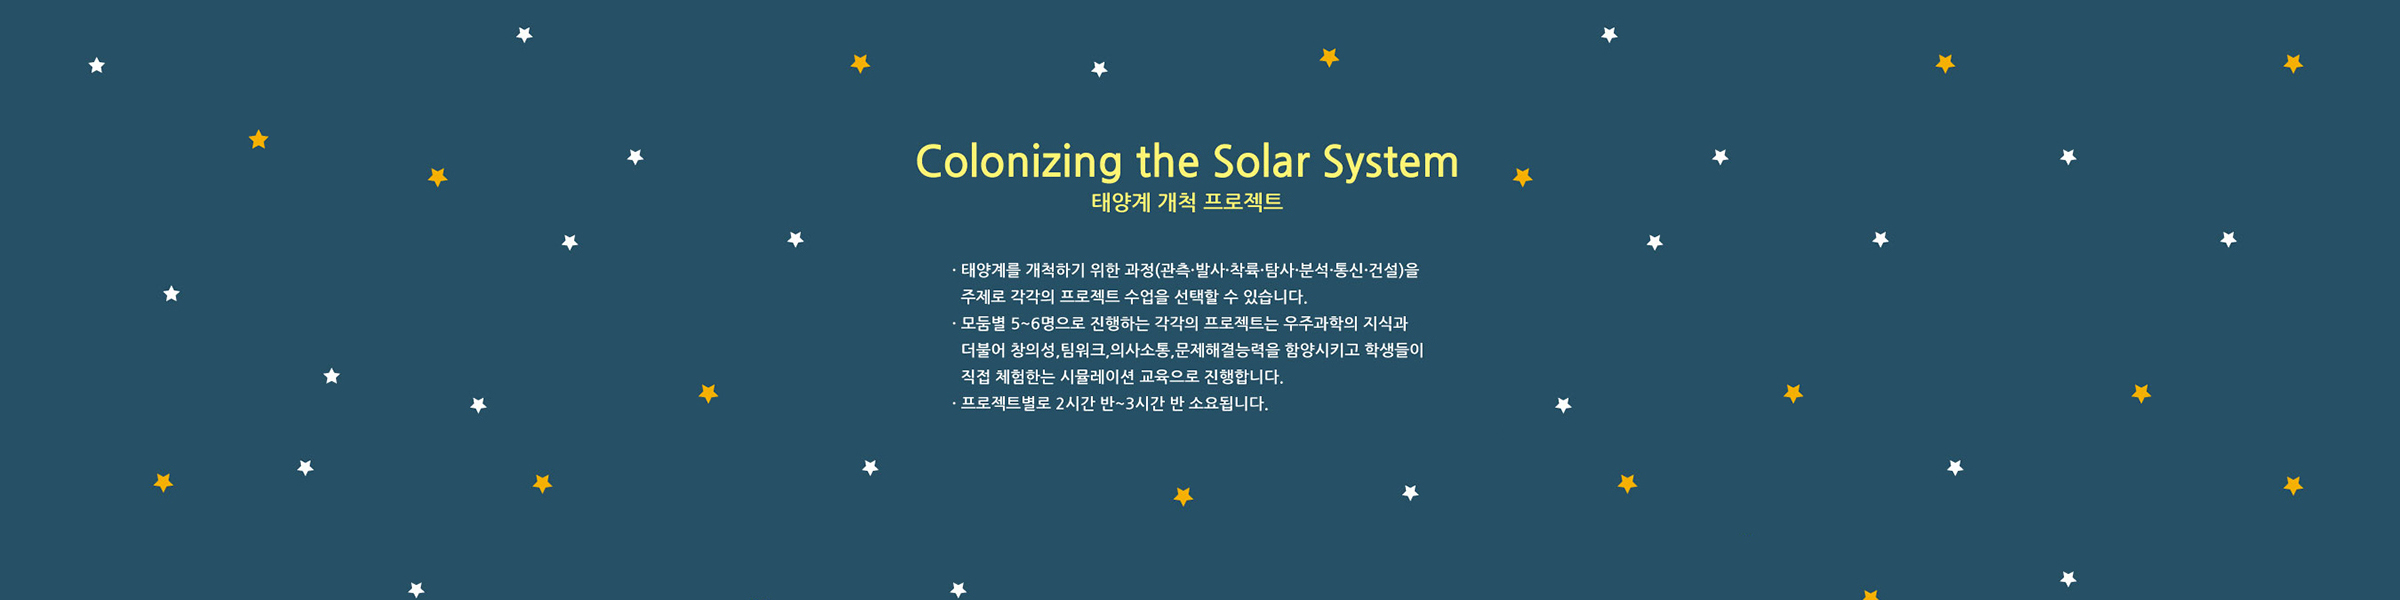 Colonizing the Solar System
태양계 개척 프로젝트
· 태양계를 개척하기 위한 과정(관측·발사·착륙·탐사·분석·통신·건설)을
주제로 각각의 프로젝트 수업을 선택할 수 있습니다.
· 모둠별 5~6명으로 진행하는 각각의 프로젝트는 우주과학의 지식과
더불어 창의성,팀워크,의사소통,문제해결능력을 함양시키고 학생들이
직접 체험한는 시뮬레이션 교육으로 진행합니다.
· 프로젝트별로 2시간 반~3시간 반 소요됩니다.